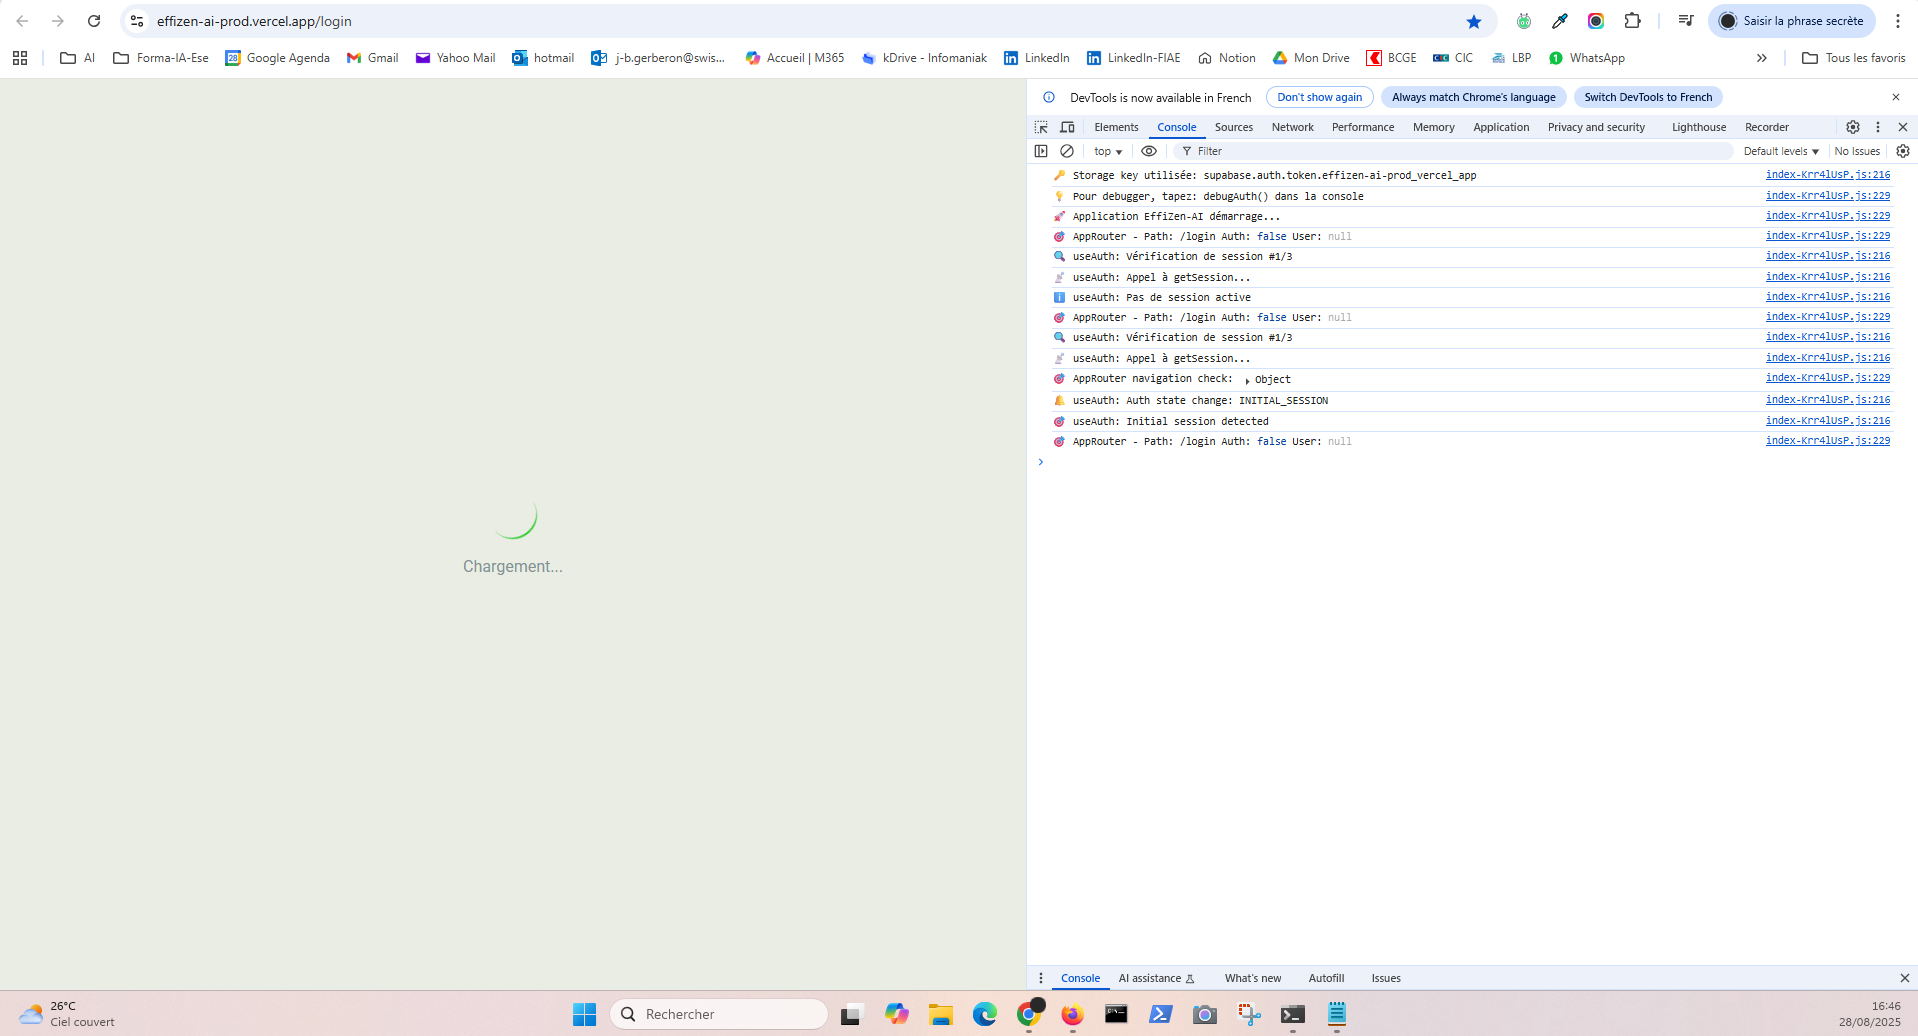 effizen-ai-prod.vercel.app/login
Saisir la phrase secrète
AI
Forma-IA-Ese
28
Google Agenda
Gmail
Yahoo Mail
hotmail
j-b.gerberon@swis...
Accueil | M365
kDrive - Infomaniak
LinkedIn
LinkedIn-FIAE
Notion
Mon Drive
BCGE
CIC
LBP
WhatsApp
Tous les favoris
DevTools is now available in French
Don't show again
Always match Chrome's language
Switch DevTools to French
Elements
Console
Sources
Network
Performance
Memory
Application
Privacy and security
Lighthouse
Recorder
top
Filter
Default levels
No Issues
Storage key utilisée: supabase.auth.token.effizen-ai-prod_vercel_app index-Krr4lUsP.js:216
Pour debugger, tapez: debugAuth() dans la console index-Krr4lUsP.js:229
Application EffiZen-AI démarrage... index-Krr4lUsP.js:229
AppRouter - Path: /login Auth: false User: null index-Krr4lUsP.js:229
useAuth: Vérification de session #1/3 index-Krr4lUsP.js:216
useAuth: Appel à getSession... index-Krr4lUsP.js:216
useAuth: Pas de session active index-Krr4lUsP.js:216
AppRouter - Path: /login Auth: false User: null index-Krr4lUsP.js:229
useAuth: Vérification de session #1/3 index-Krr4lUsP.js:216
useAuth: Appel à getSession... index-Krr4lUsP.js:216
AppRouter navigation check: Object index-Krr4lUsP.js:229
useAuth: Auth state change: INITIAL_SESSION index-Krr4lUsP.js:216
useAuth: Initial session detected index-Krr4lUsP.js:216
AppRouter - Path: /login Auth: false User: null index-Krr4lUsP.js:229
Chargement...
Console
AI assistance
What's new
Autofill
Issues
26°C
Ciel couvert
Rechercher
16:46
28/08/2025